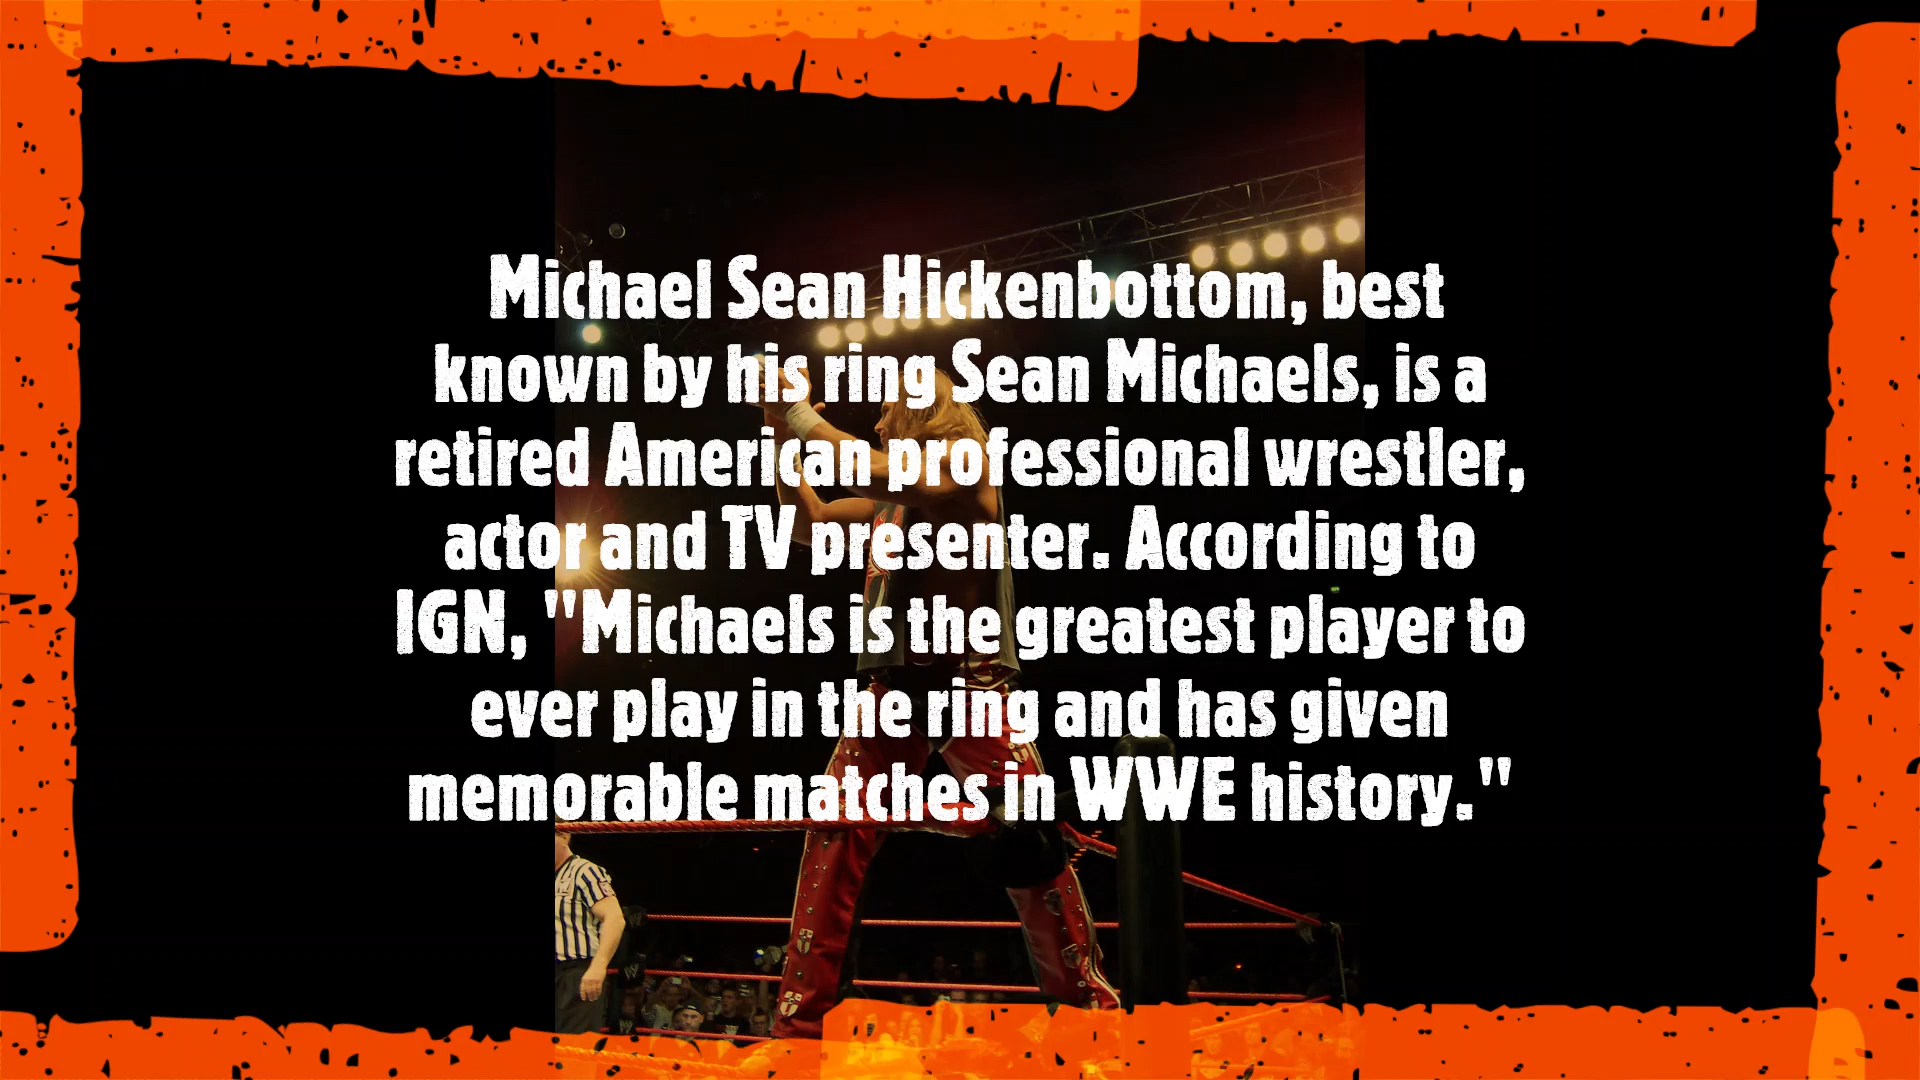 Michael Sean Hickenbottom, best
known by his ring Sean Michaels, is a
retired American professional wrestler,
actor and TV presenter. According to
IGN, "Michaels is the greatest player to
ever play in the ring and has given
memorable matches in WWE history."